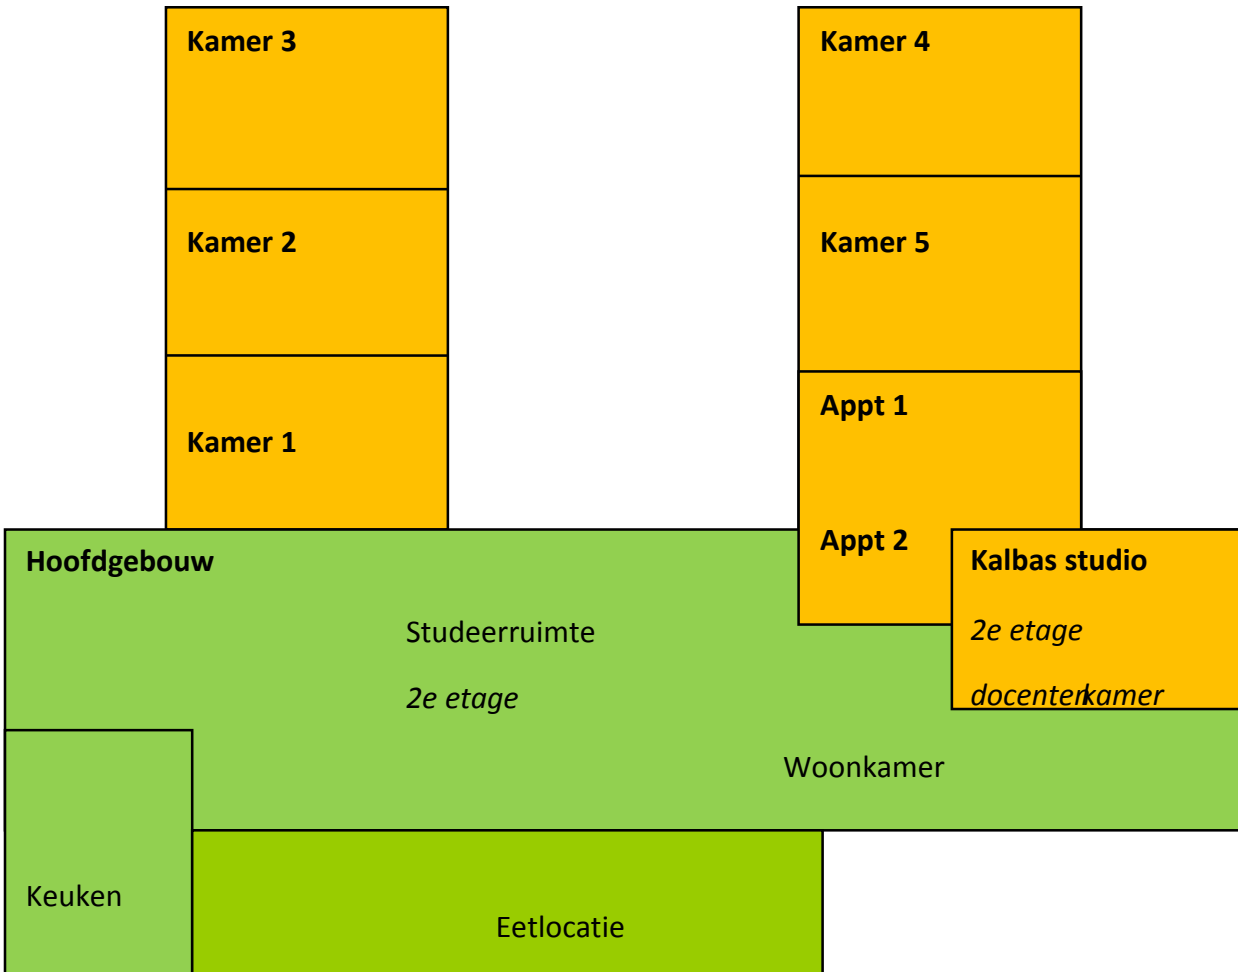 Kamer 3
Kamer 4
Kamer 2
Kamer 5
Appt 1
Kamer 1
Appt 2
Hoofdgebouw
Kalbas studio
Studeerruimte
2e etage
2e etage
docentenkamer
Woonkamer
Keuken
Eetlocatie